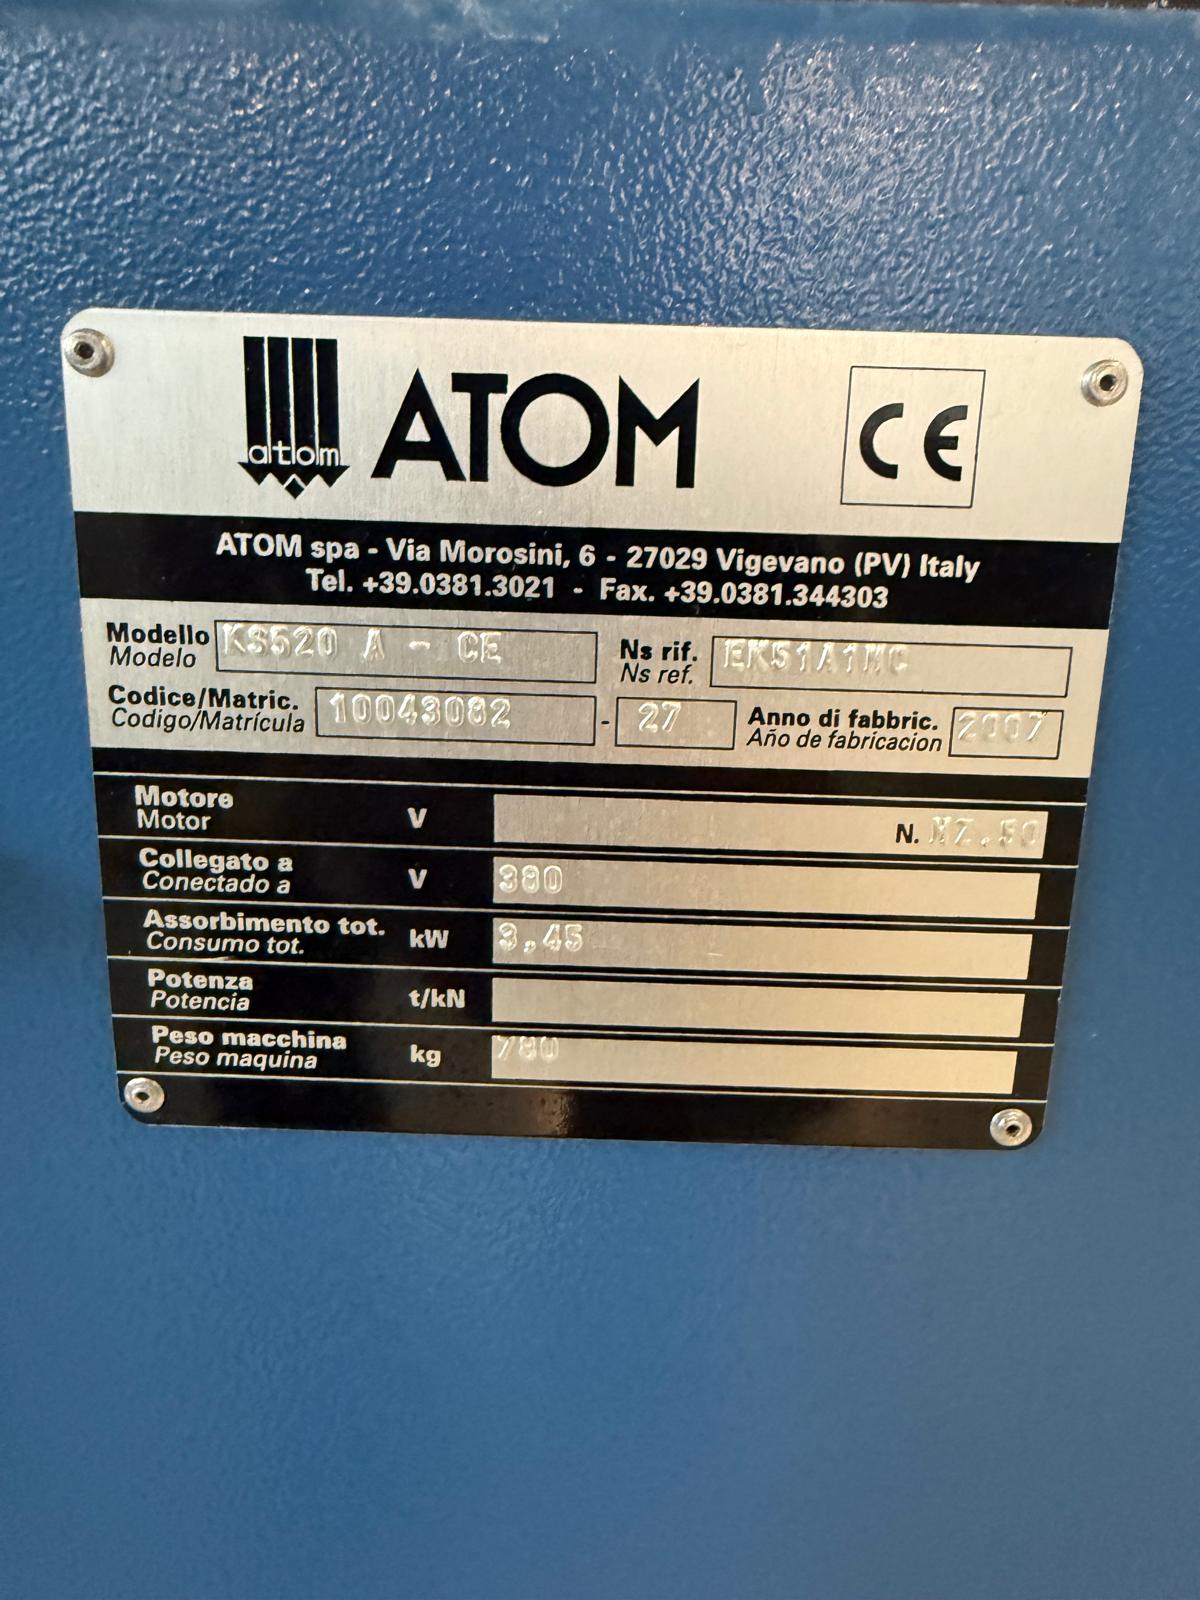 atom ATOM CE
ATOM spa - Via Morosini, 6 - 27029 Vigevano (PV) Italy
Tel. +39.0381.3021 - Fax. +39.0381.344303
Modello KS520 A - CE Ns rif. EK51A1MC
Modelo Ns ref.
Codice/Matric. 10043082 - 27 Anno di fabbric. 2007
Codigo/Matrícula Año de fabricacion
Motore V N. HZ.50
Motor
Collegato a V 380
Conectado a
Assorbimento tot. kW 3,45
Consumo tot.
Potenza t/kN
Potencia
Peso macchina kg 780
Peso maquina